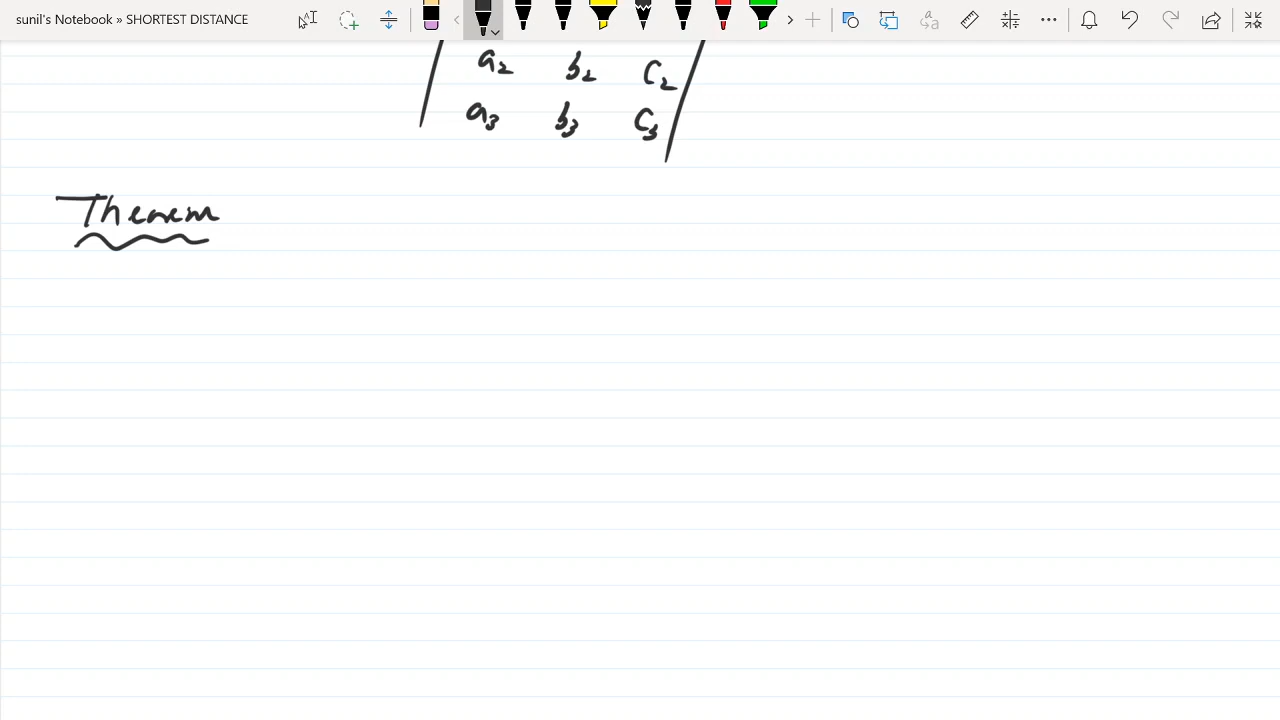 sunil's Notebook » SHORTEST DISTANCE
a₂ b₂ c₂
a₃ b₃ c₃
Theorem